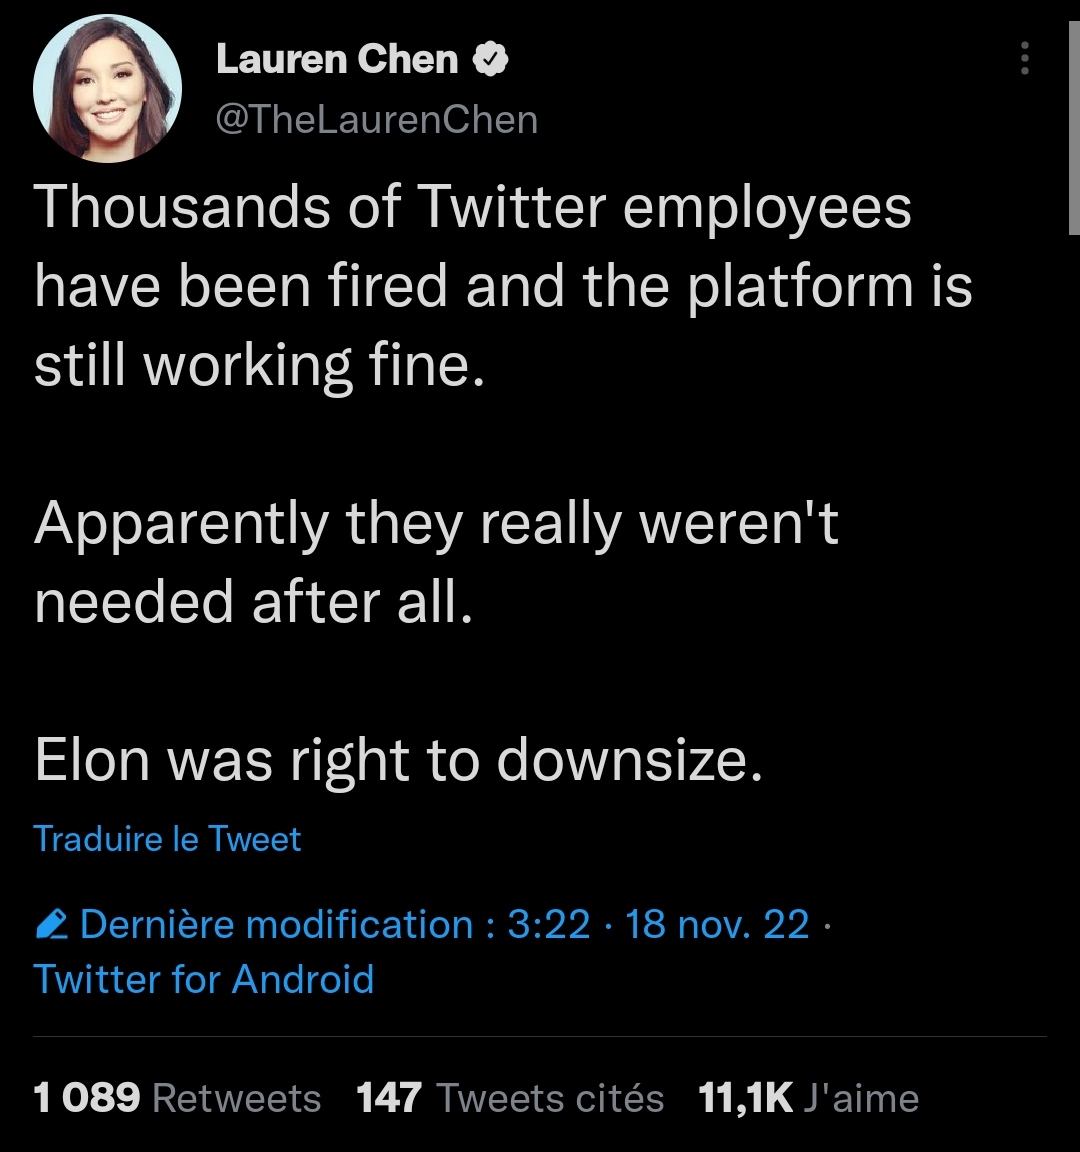 Lauren Chen
@TheLaurenChen
Thousands of Twitter employees
have been fired and the platform is
still working fine.
Apparently they really weren't
needed after all.
Elon was right to downsize.
Traduire le Tweet
Dernière modification : 3:22 · 18 nov. 22 ·
Twitter for Android
1 089 Retweets 147 Tweets cités 11,1K J'aime